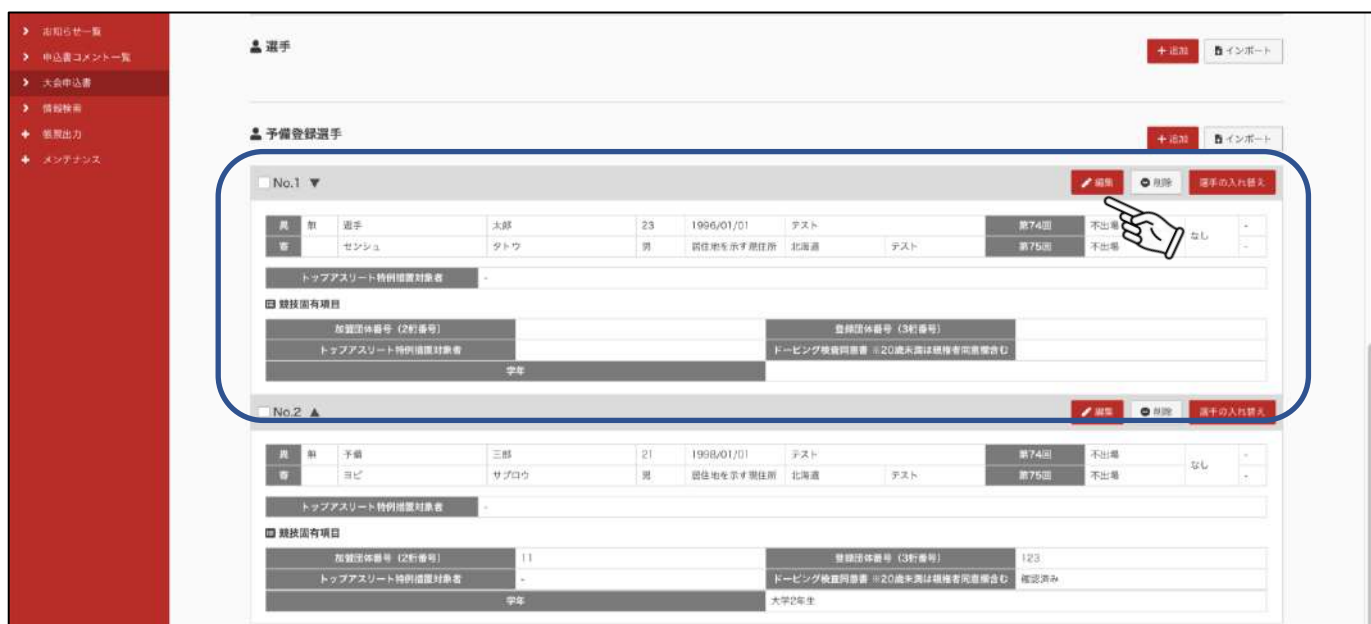 お知らせ一覧
申込書コメント一覧
大会申込書
情報検索
帳票出力
メンテナンス
選手
追加 インポート
予備登録選手
追加 インポート
No.1 ▼ 編集 削除 選手の入れ替え
異 無 選手 太郎 23 1996/01/01 テスト 第74回 不出場 なし -
害 センシュ タトウ 男 居住地を示す現住所 北海道 テスト 第75回 不出場 -
トップアスリート特例措置対象者 -
競技固有項目
加盟団体番号（2桁番号） 登録団体番号（3桁番号）
トップアスリート特例措置対象者 ドーピング検査同意書 ※20歳未満は親権者同意欄含む
学年
No.2 ▲ 編集 削除 選手の入れ替え
無 予備 三郎 21 1998/01/01 テスト 第74回 不出場 なし -
ヨビ サブロウ 男 居住地を示す現住所 北海道 テスト 第75回 不出場 -
トップアスリート特例措置対象者 -
競技固有項目
加盟団体番号（2桁番号） 11 登録団体番号（3桁番号） 123
トップアスリート特例措置対象者 - ドーピング検査同意書 ※20歳未満は親権者同意欄含む 確認済み
学年 大学2年生